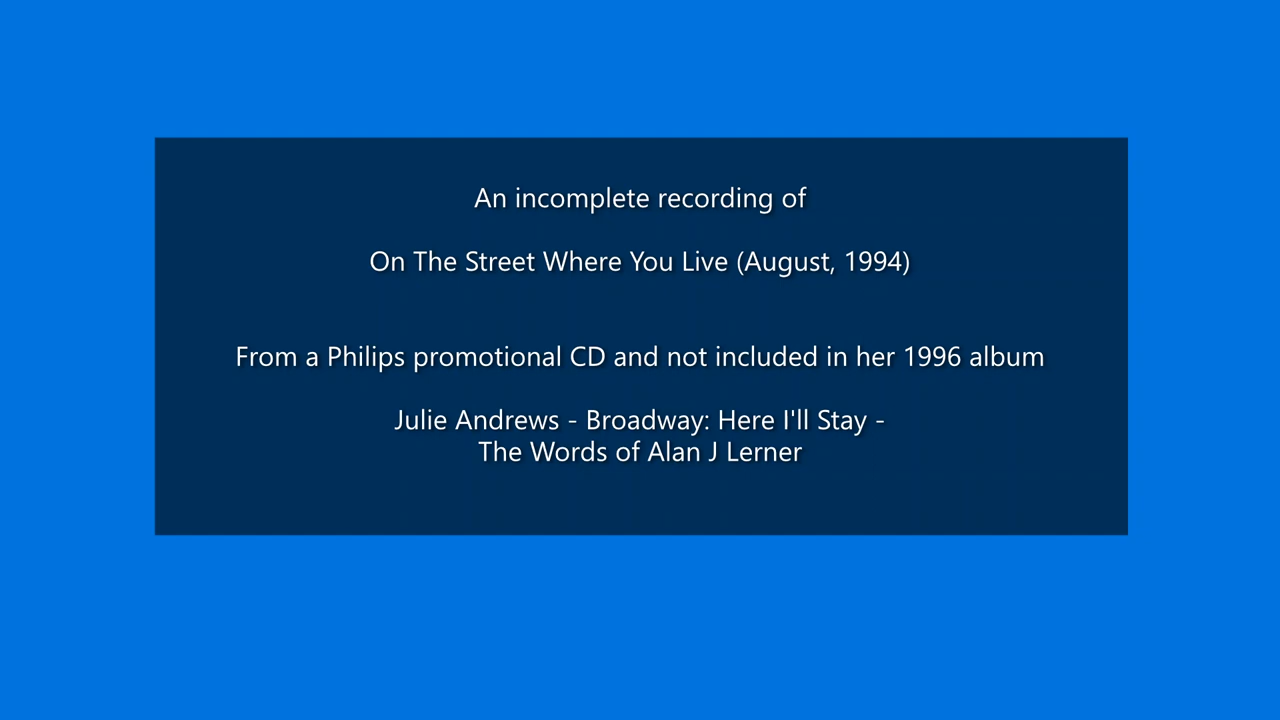 An incomplete recording of
On The Street Where You Live (August, 1994)
From a Philips promotional CD and not included in her 1996 album
Julie Andrews - Broadway: Here I'll Stay -
The Words of Alan J Lerner